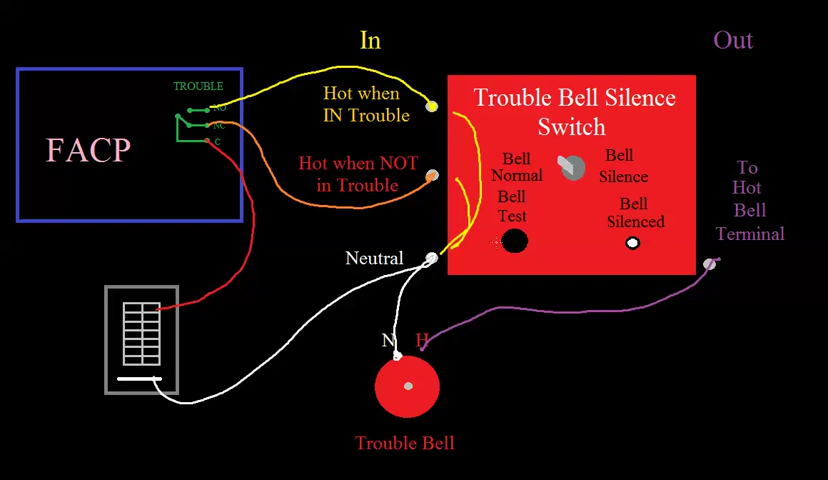 In
Out
TROUBLE
NO
NC
C
FACP
Hot when
IN Trouble
Hot when NOT
in Trouble
Neutral
Trouble Bell Silence
Switch
Bell
Normal
Bell
Silence
Bell
Test
Bell
Silenced
To
Hot
Bell
Terminal
N
H
Trouble Bell